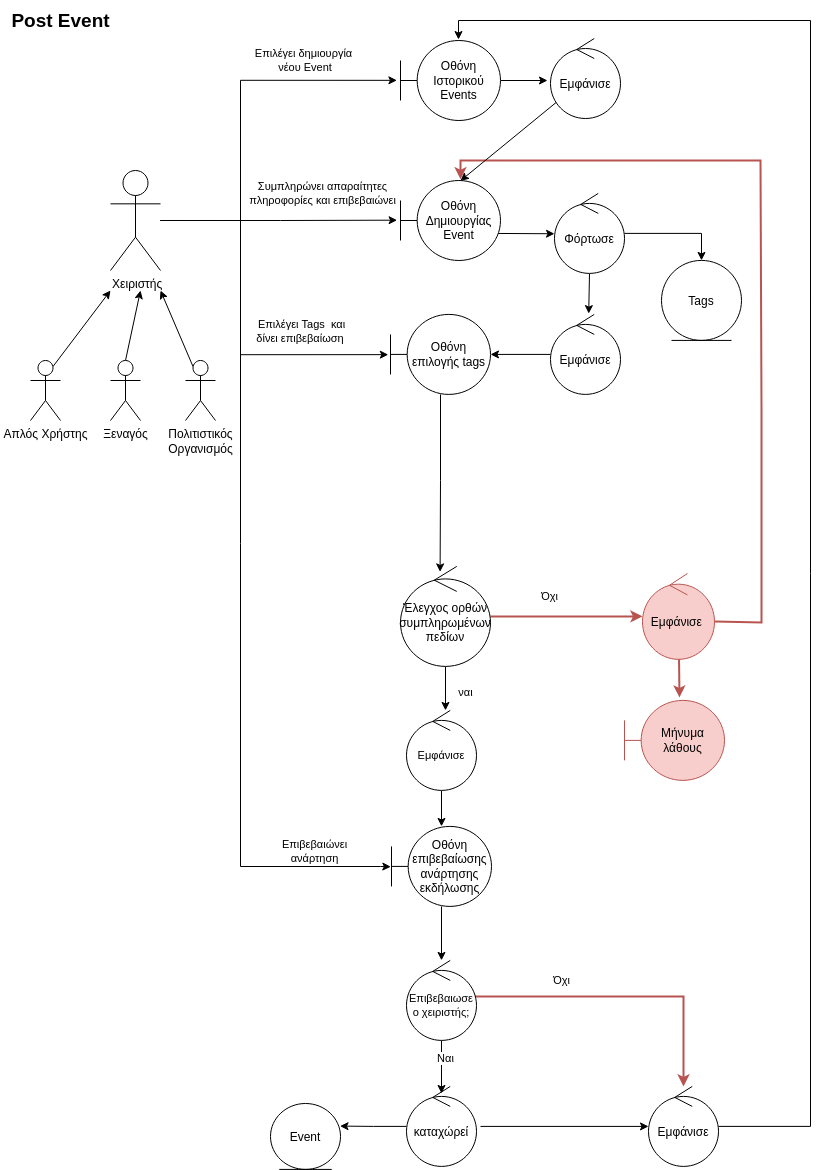 Post Event
Επιλέγει δημιουργία
νέου Event
Οθόνη
Ιστορικού
Events
Εμφάνισε
Συμπληρώνει απαραίτητες
πληροφορίες και επιβεβαιώνει
Οθόνη
Δημιουργίας
Event
Φόρτωσε
Χειριστής
Tags
Επιλέγει Tags και
δίνει επιβεβαίωση
Οθόνη
επιλογής tags
Εμφάνισε
Απλός Χρήστης
Ξεναγός
Πολιτιστικός
Οργανισμός
Όχι
Έλεγχος ορθών
συμπληρωμένων
πεδίων
Εμφάνισε
ναι
Εμφάνισε
Μήνυμα
λάθους
Επιβεβαιώνει
ανάρτηση
Οθόνη
επιβεβαίωσης
ανάρτησης
εκδήλωσης
Όχι
Επιβεβαιωσε
ο χειριστής;
Ναι
Event
καταχώρεί
Εμφάνισε